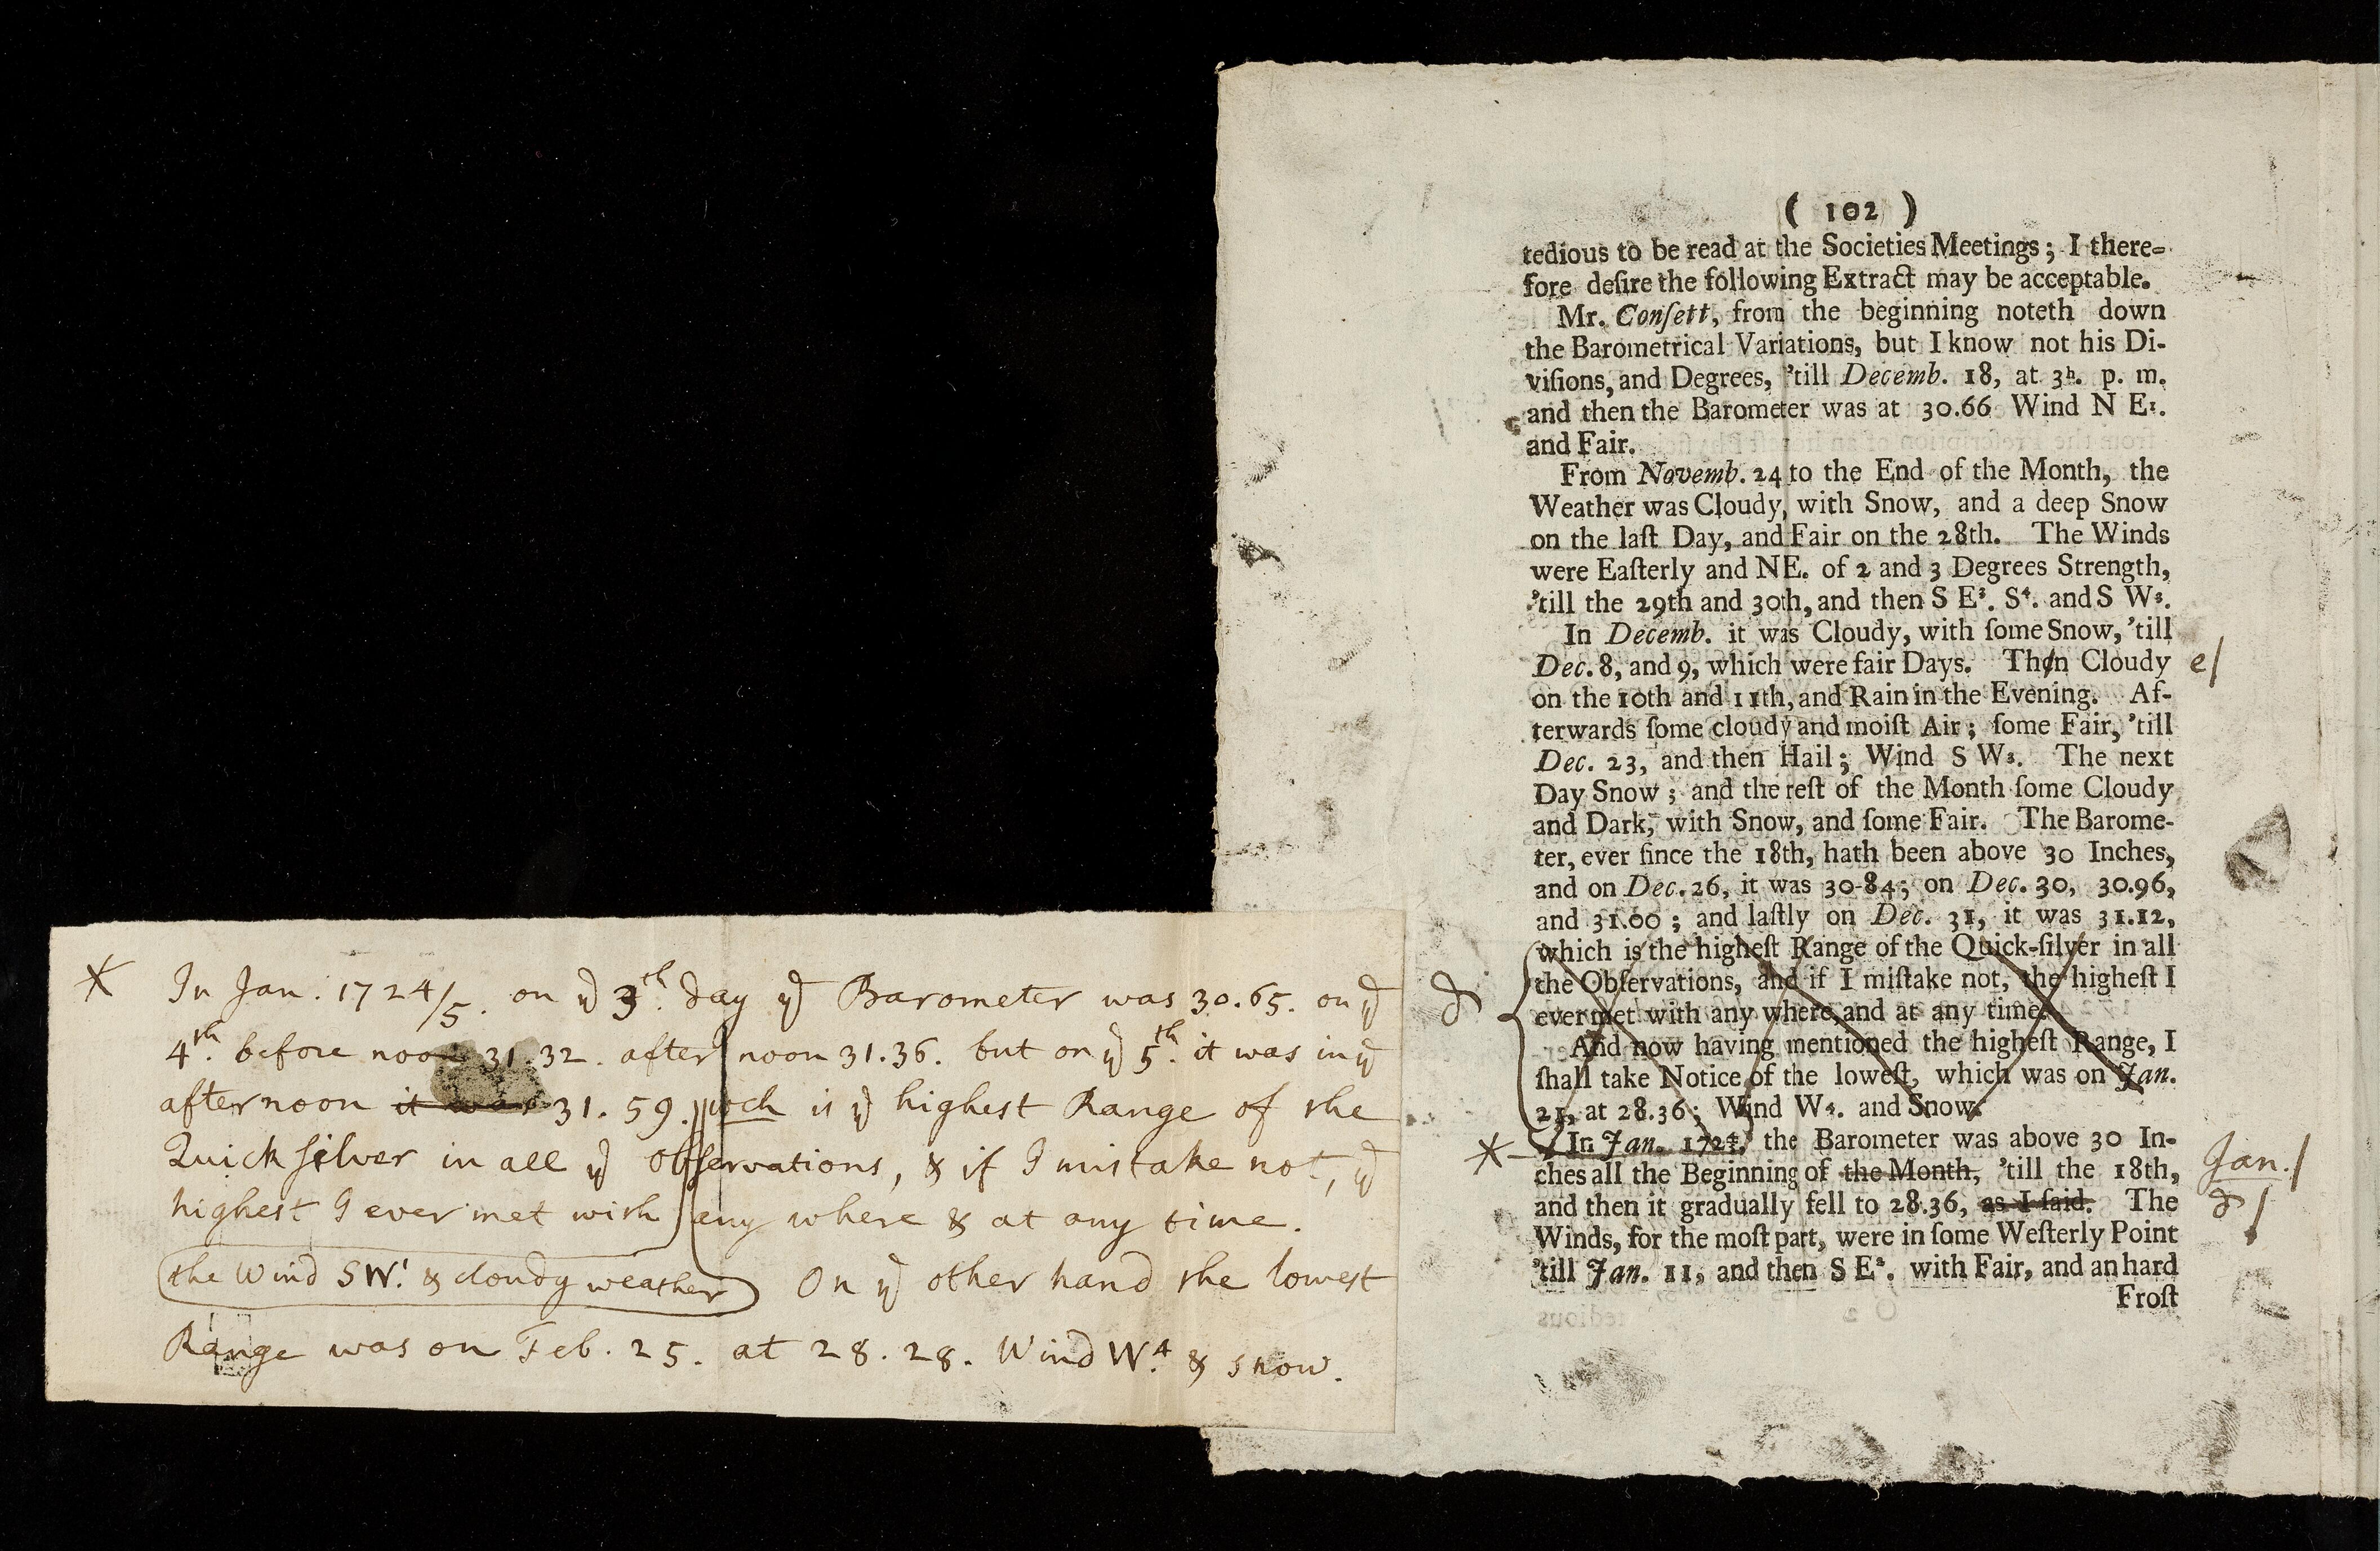 ( 102 )
tedious to be read at the Societies Meetings; I there-
fore deſire the following Extract may be acceptable.
Mr. Conſett, from the beginning noteth down
the Barometrical Variations, but I know not his Di-
viſions, and Degrees, 'till Decemb. 18, at 3h. p. m.
and then the Barometer was at 30.66 Wind N E1.
and Fair.
From Novemb. 24 to the End of the Month, the
Weather was Cloudy, with Snow, and a deep Snow
on the laſt Day, and Fair on the 28th. The Winds
were Eaſterly and NE. of 2 and 3 Degrees Strength,
'till the 29th and 30th, and then S E3. S4. and S W3.
In Decemb. it was Cloudy, with ſome Snow, 'till
Dec. 8, and 9, which were fair Days. Then Cloudy e/
on the 10th and 11th, and Rain in the Evening. Af-
terwards ſome cloudy and moiſt Air; ſome Fair, 'till
Dec. 23, and then Hail; Wind S W3. The next
Day Snow; and the reſt of the Month ſome Cloudy
and Dark, with Snow, and ſome Fair. The Barome-
ter, ever ſince the 18th, hath been above 30 Inches,
and on Dec. 26, it was 30-84; on Dec. 30, 30.96,
and 31.00; and laſtly on Dec. 31, it was 31.12,
which is the higheſt Range of the Quick-ſilver in all
the Obſervations, and if I miſtake not, the higheſt I
ever met with any where, and at any time.
And now having mentioned the higheſt Range, I
ſhall take Notice of the loweſt, which was on Jan.
21, at 28.36; Wind W4. and Snow.
* In Jan. 1724/5. the Barometer was above 30 In-
ches all the Beginning of the Month, 'till the 18th, Jan./
and then it gradually fell to 28.36, as I ſaid. The
Winds, for the moſt part, were in ſome Weſterly Point
'till Jan. 11, and then S E2. with Fair, and an hard
Froſt
* In Jan. 1724/5. on ye 3th. day ye Barometer was 30.65. on ye
4th. before noon 31.32. after noon 31.36. but on ye 5th. it was in ye
afternoon it was 31.59. wch is ye highest Range of the
Quicksilver in all ye Observations, & if I mistake not, ye
highest I ever met with any where & at any time.
the Wind SW1 & cloudy weather On ye other hand the lowest
Range was on Feb. 25. at 28.28. Wind W.4 & snow.